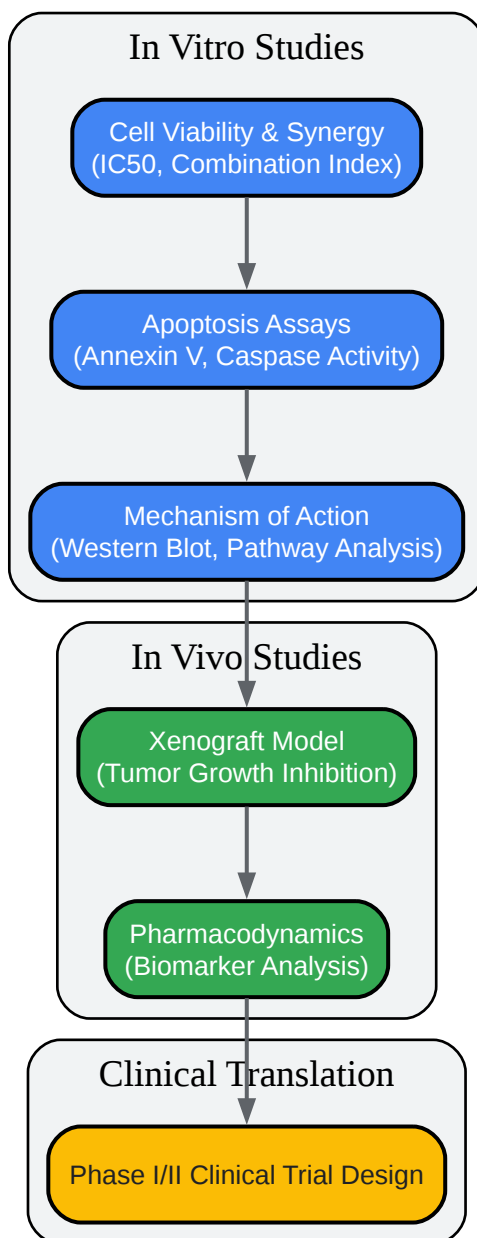 In Vitro Studies
Cell Viability & Synergy
(IC50, Combination Index)
Apoptosis Assays
(Annexin V, Caspase Activity)
Mechanism of Action
(Western Blot, Pathway Analysis)
In Vivo Studies
Xenograft Model
(Tumor Growth Inhibition)
Pharmacodynamics
(Biomarker Analysis)
Clinical Translation
Phase I/II Clinical Trial Design